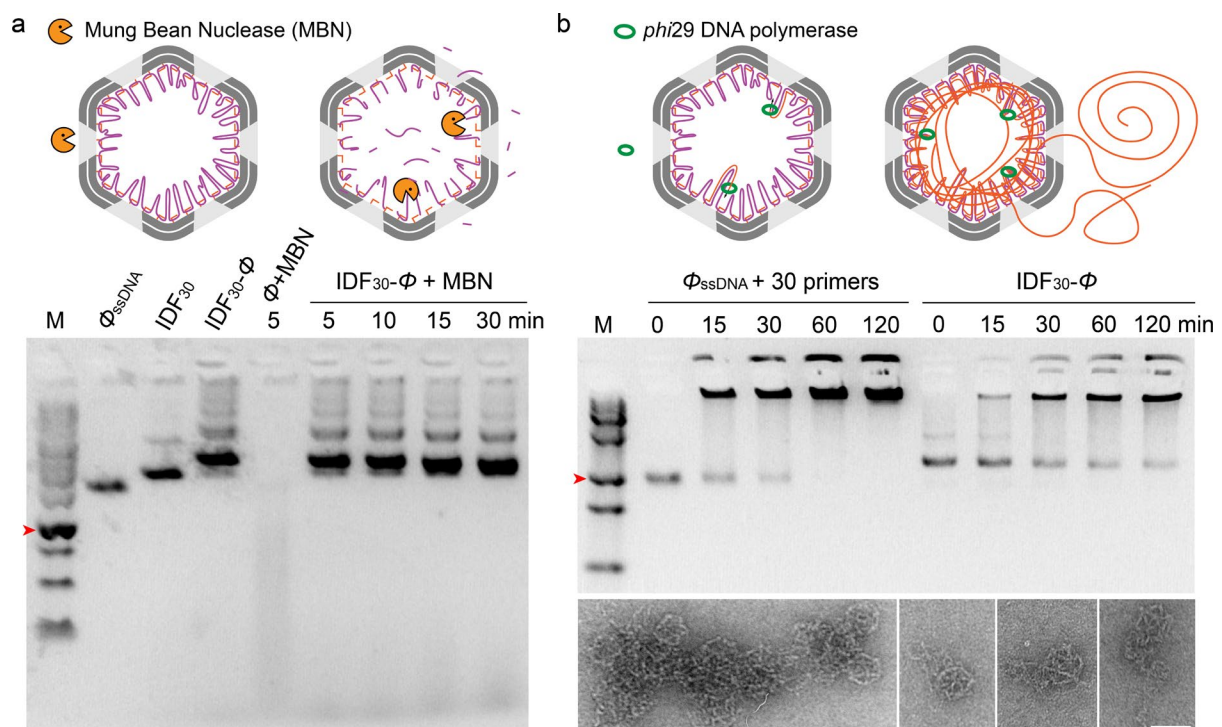 a
Mung Bean Nuclease (MBN)
M
ΦssDNA
IDF30
IDF30-Φ
Φ+MBN
5
IDF30-Φ + MBN
5 10 15 30 min
b
phi29 DNA polymerase
ΦssDNA + 30 primers
IDF30-Φ
M 0 15 30 60 120 0 15 30 60 120 min